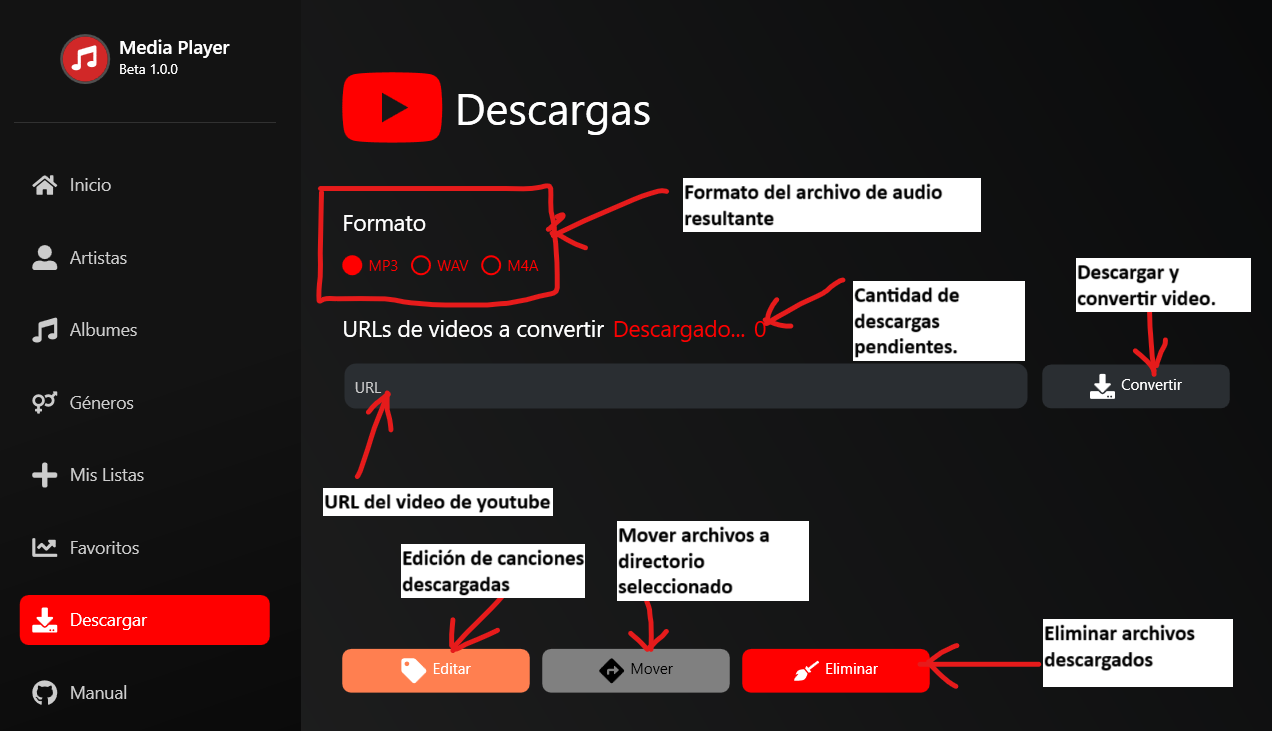 Media Player
Beta 1.0.0
Inicio
Artistas
Albumes
Géneros
Mis Listas
Favoritos
Descargar
Manual
Descargas
Formato
MP3 WAV M4A
Formato del archivo de audio
resultante
URLs de videos a convertir Descargado... 0
Cantidad de
descargas
pendientes.
Descargar y
convertir video.
URL
Convertir
URL del video de youtube
Edición de canciones
descargadas
Mover archivos a
directorio
seleccionado
Eliminar archivos
descargados
Editar
Mover
Eliminar